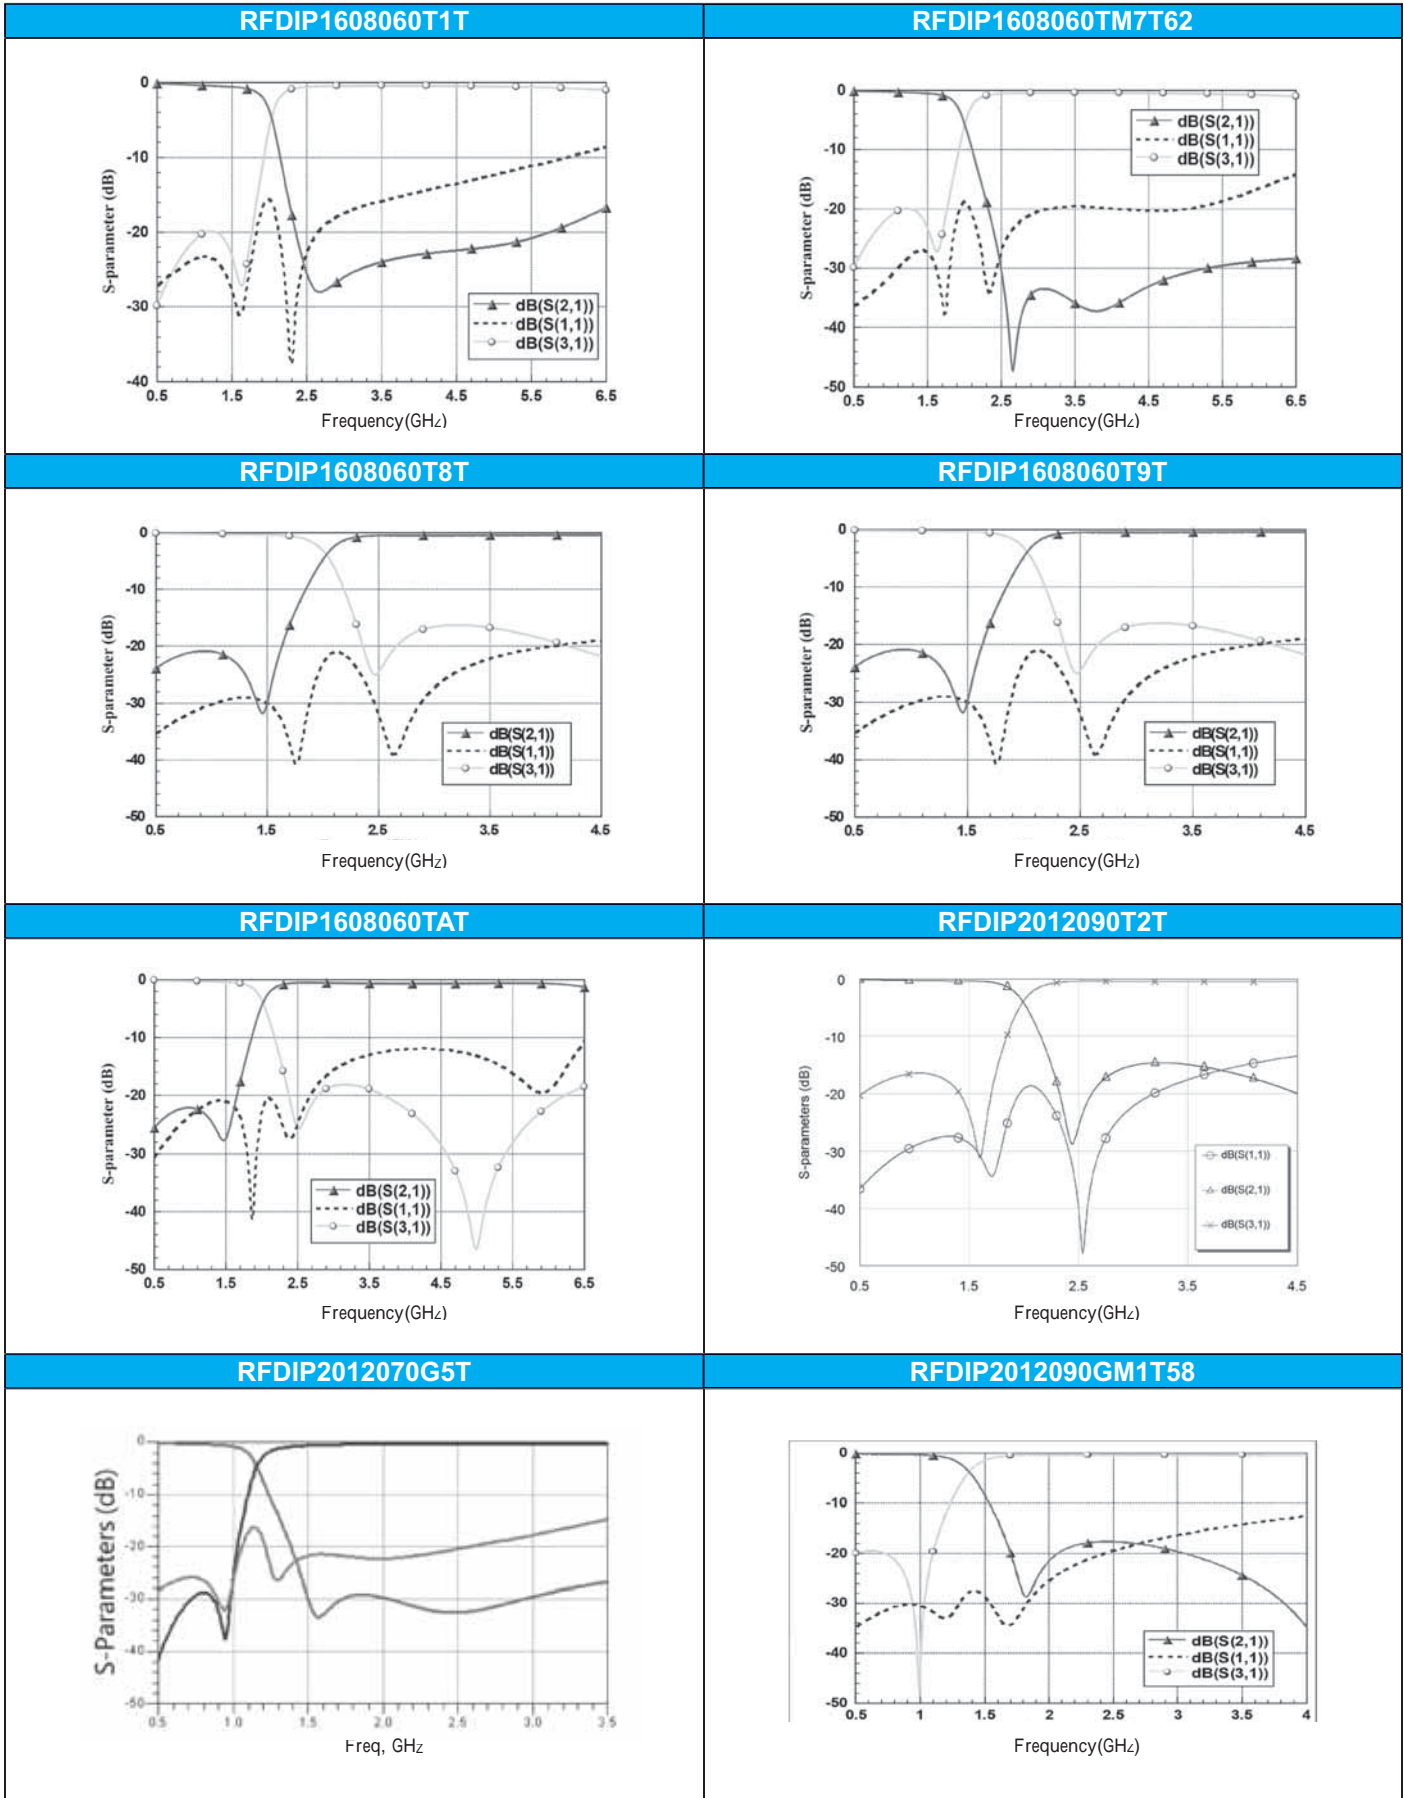 RFDIP1608060T1T
0
-10
-20
-30
-40
S-parameter (dB)
dB(S(2,1))
dB(S(1,1))
dB(S(3,1))
0.5 1.5 2.5 3.5 4.5 5.5 6.5
Frequency(GHz)
RFDIP1608060TM7T62
0
-10
-20
-30
-40
-50
S-parameter (dB)
dB(S(2,1))
dB(S(1,1))
dB(S(3,1))
0.5 1.5 2.5 3.5 4.5 5.5 6.5
Frequency(GHz)
RFDIP1608060T8T
0
-10
-20
-30
-40
-50
S-parameter (dB)
dB(S(2,1))
dB(S(1,1))
dB(S(3,1))
0.5 1.5 2.5 3.5 4.5
Frequency(GHz)
RFDIP1608060T9T
0
-10
-20
-30
-40
-50
S-parameter (dB)
dB(S(2,1))
dB(S(1,1))
dB(S(3,1))
0.5 1.5 2.5 3.5 4.5
Frequency(GHz)
RFDIP1608060TAT
0
-10
-20
-30
-40
-50
S-parameter (dB)
dB(S(2,1))
dB(S(1,1))
dB(S(3,1))
0.5 1.5 2.5 3.5 4.5 5.5 6.5
Frequency(GHz)
RFDIP2012090T2T
0
-10
-20
-30
-40
-50
S-parameters (dB)
dB(S(1,1))
dB(S(2,1))
dB(S(3,1))
0.5 1.5 2.5 3.5 4.5
Frequency(GHz)
RFDIP2012070G5T
0
-10
-20
-30
-40
-50
S-Parameters (dB)
0.5 1.0 1.5 2.0 2.5 3.0 3.5
Freq, GHz
RFDIP2012090GM1T58
0
-10
-20
-30
-40
-50
S-parameter (dB)
dB(S(2,1))
dB(S(1,1))
dB(S(3,1))
0.5 1 1.5 2 2.5 3 3.5 4
Frequency(GHz)